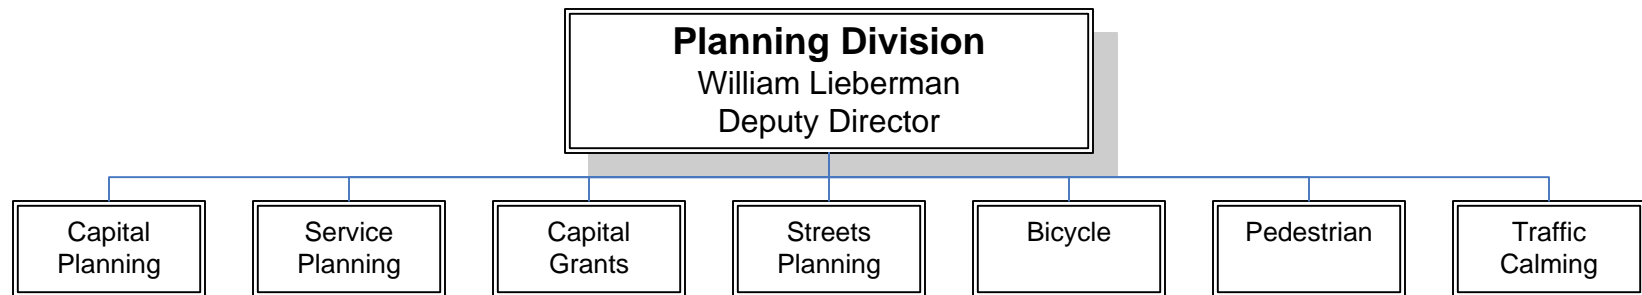 Planning Division
William Lieberman
Deputy Director
Capital
Planning
Service
Planning
Capital
Grants
Streets
Planning
Bicycle
Pedestrian
Traffic
Calming